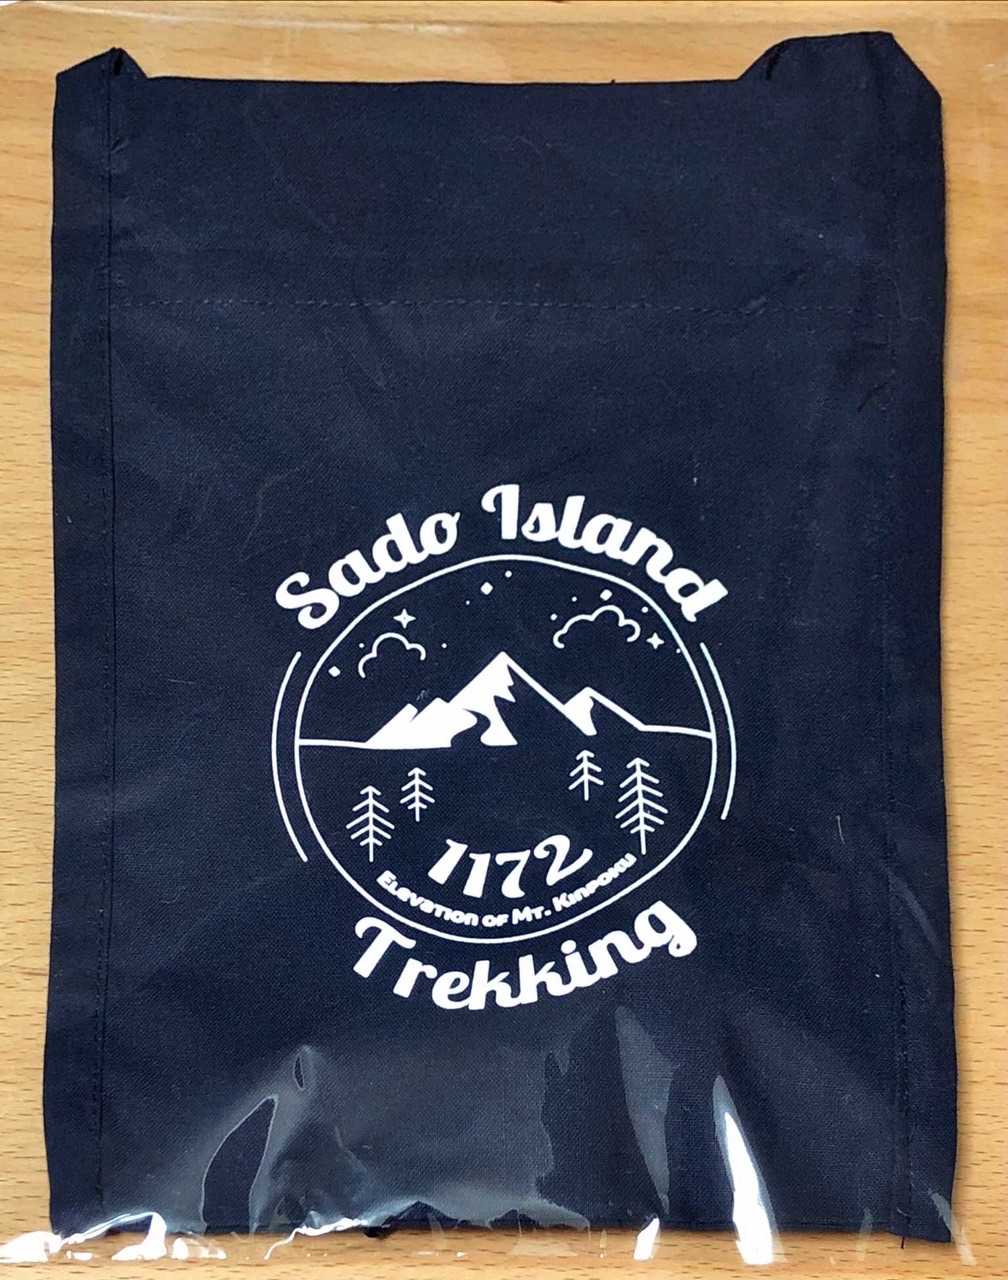 Sado Island
1172
Elevation of Mt. Kinpoku
Trekking